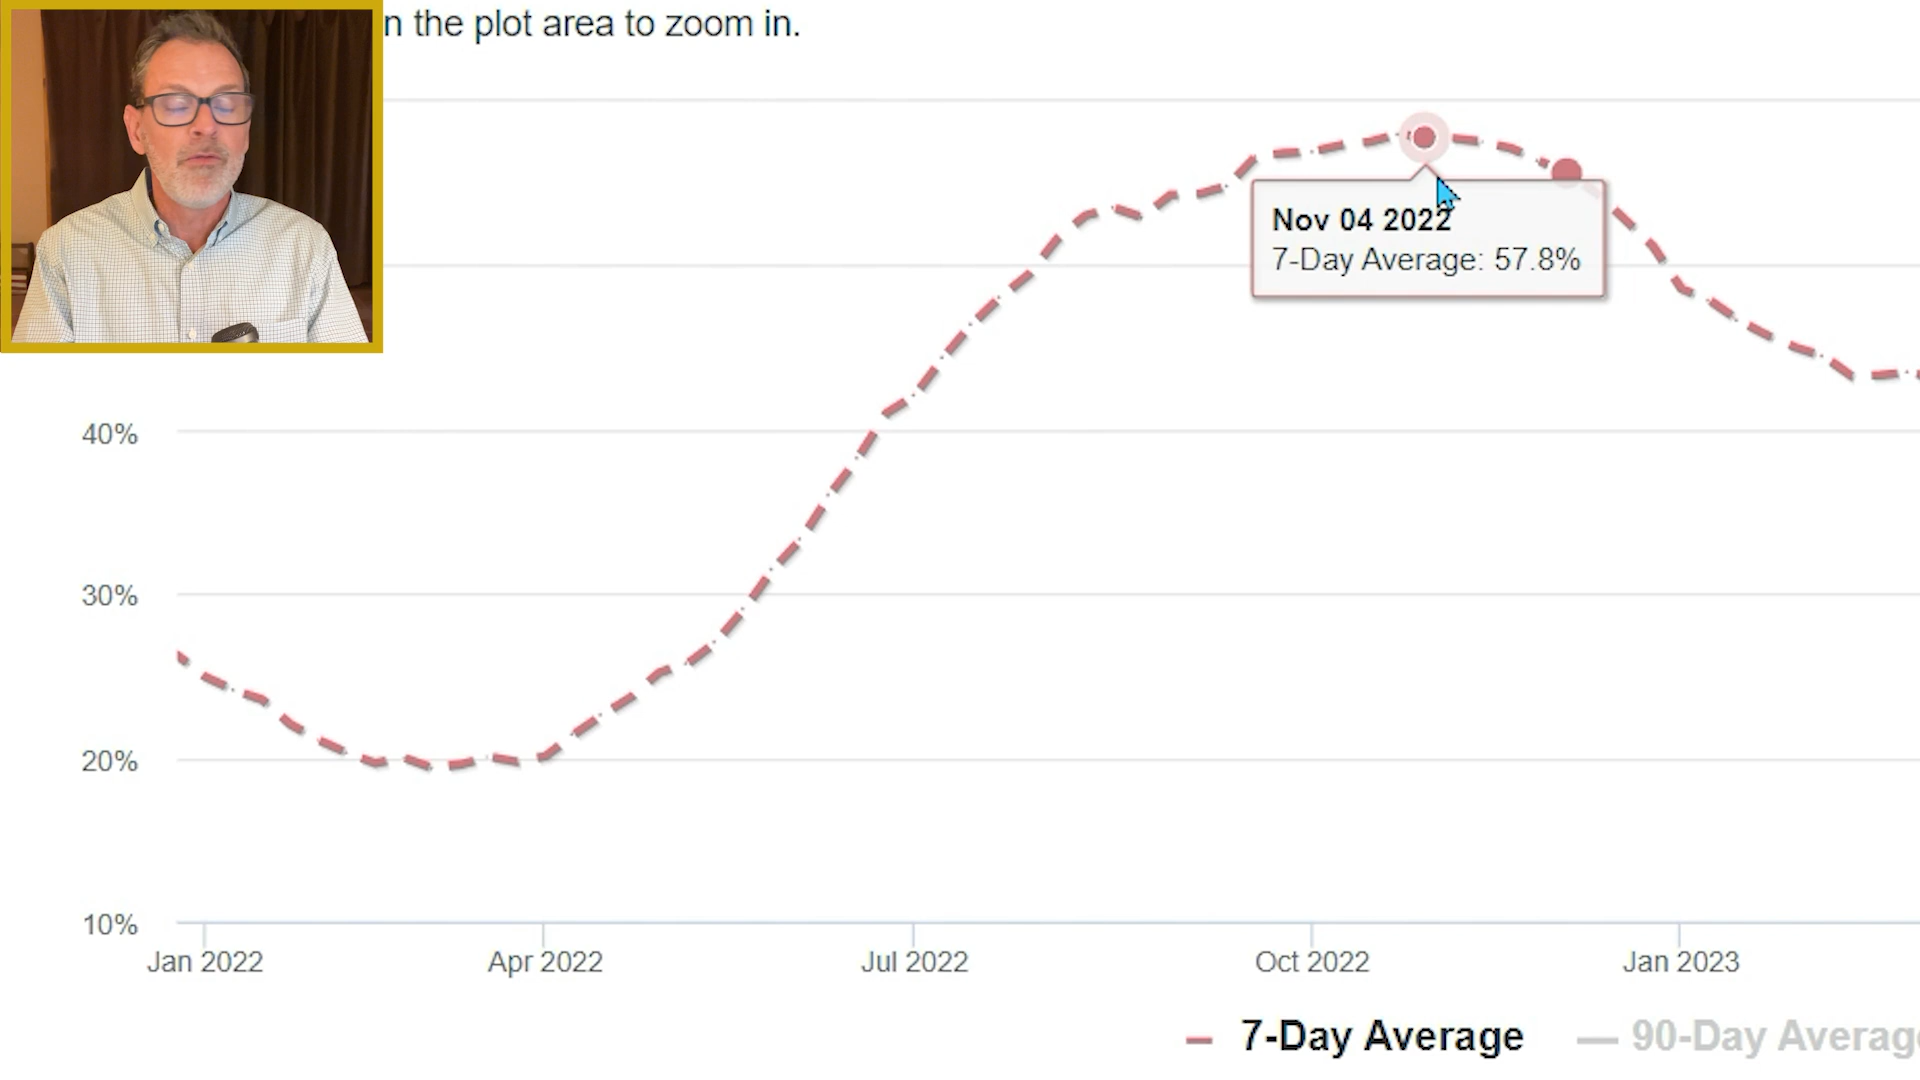 n the plot area to zoom in.
Nov 04 2022
7-Day Average: 57.8%
40%
30%
20%
10%
Jan 2022
Apr 2022
Jul 2022
Oct 2022
Jan 2023
7-Day Average
90-Day Averag